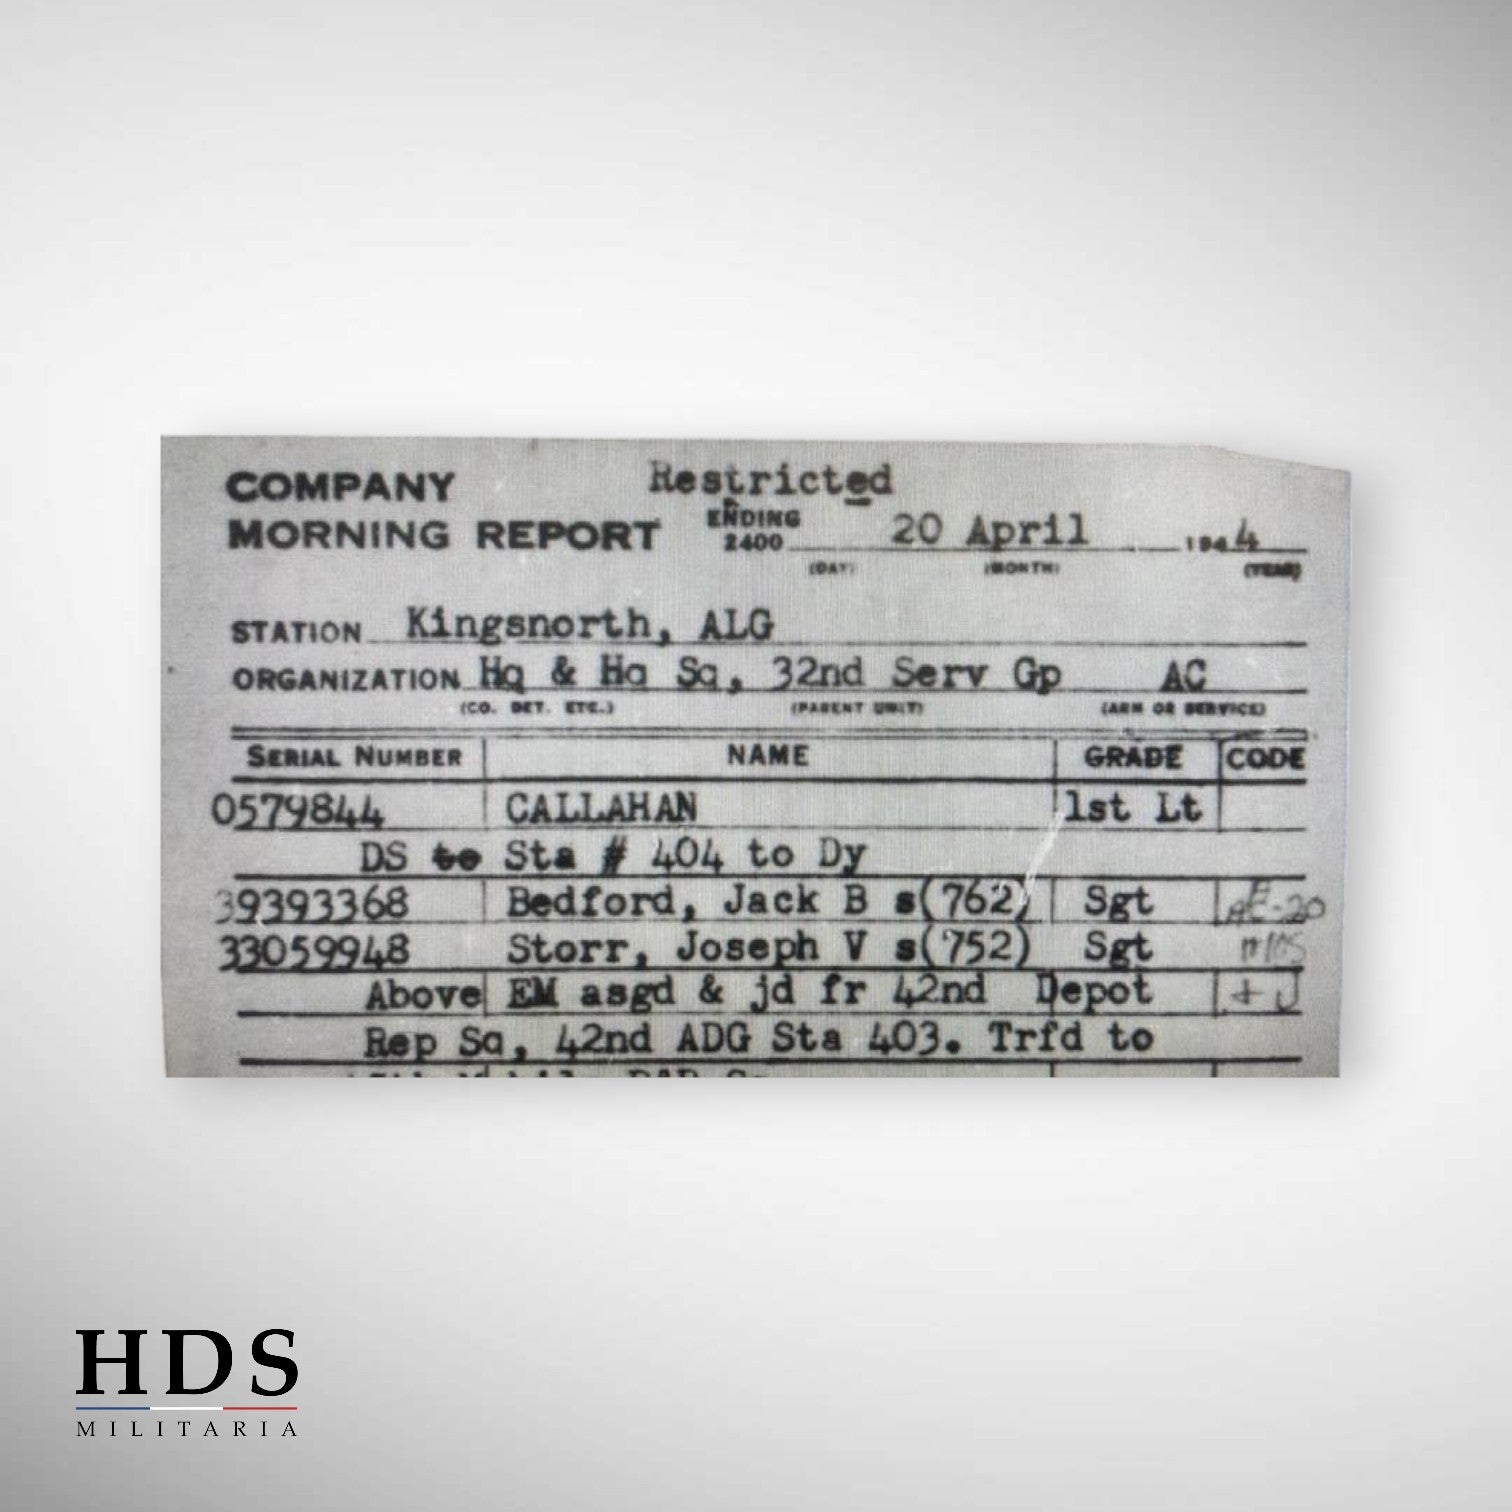 COMPANY Restricted
MORNING REPORT ENDING 2400 20 April 1944
(DAY) (MONTH) (YEAR)
STATION Kingsnorth, ALG
ORGANIZATION Hq & Hq Sq, 32nd Serv Gp AC
(CO. DET. ETC.) (PARENT UNIT) (ARM OR SERVICE)
SERIAL NUMBER NAME GRADE CODE
0579844 CALLAHAN 1st Lt
DS to Sta # 404 to Dy
39393368 Bedford, Jack B s(762) Sgt AE-20
33059948 Storr, Joseph V s(752) Sgt
Above EM asgd & jd fr 42nd Depot + J
Rep Sq, 42nd ADG Sta 403. Trfd to
HDS
MILITARIA